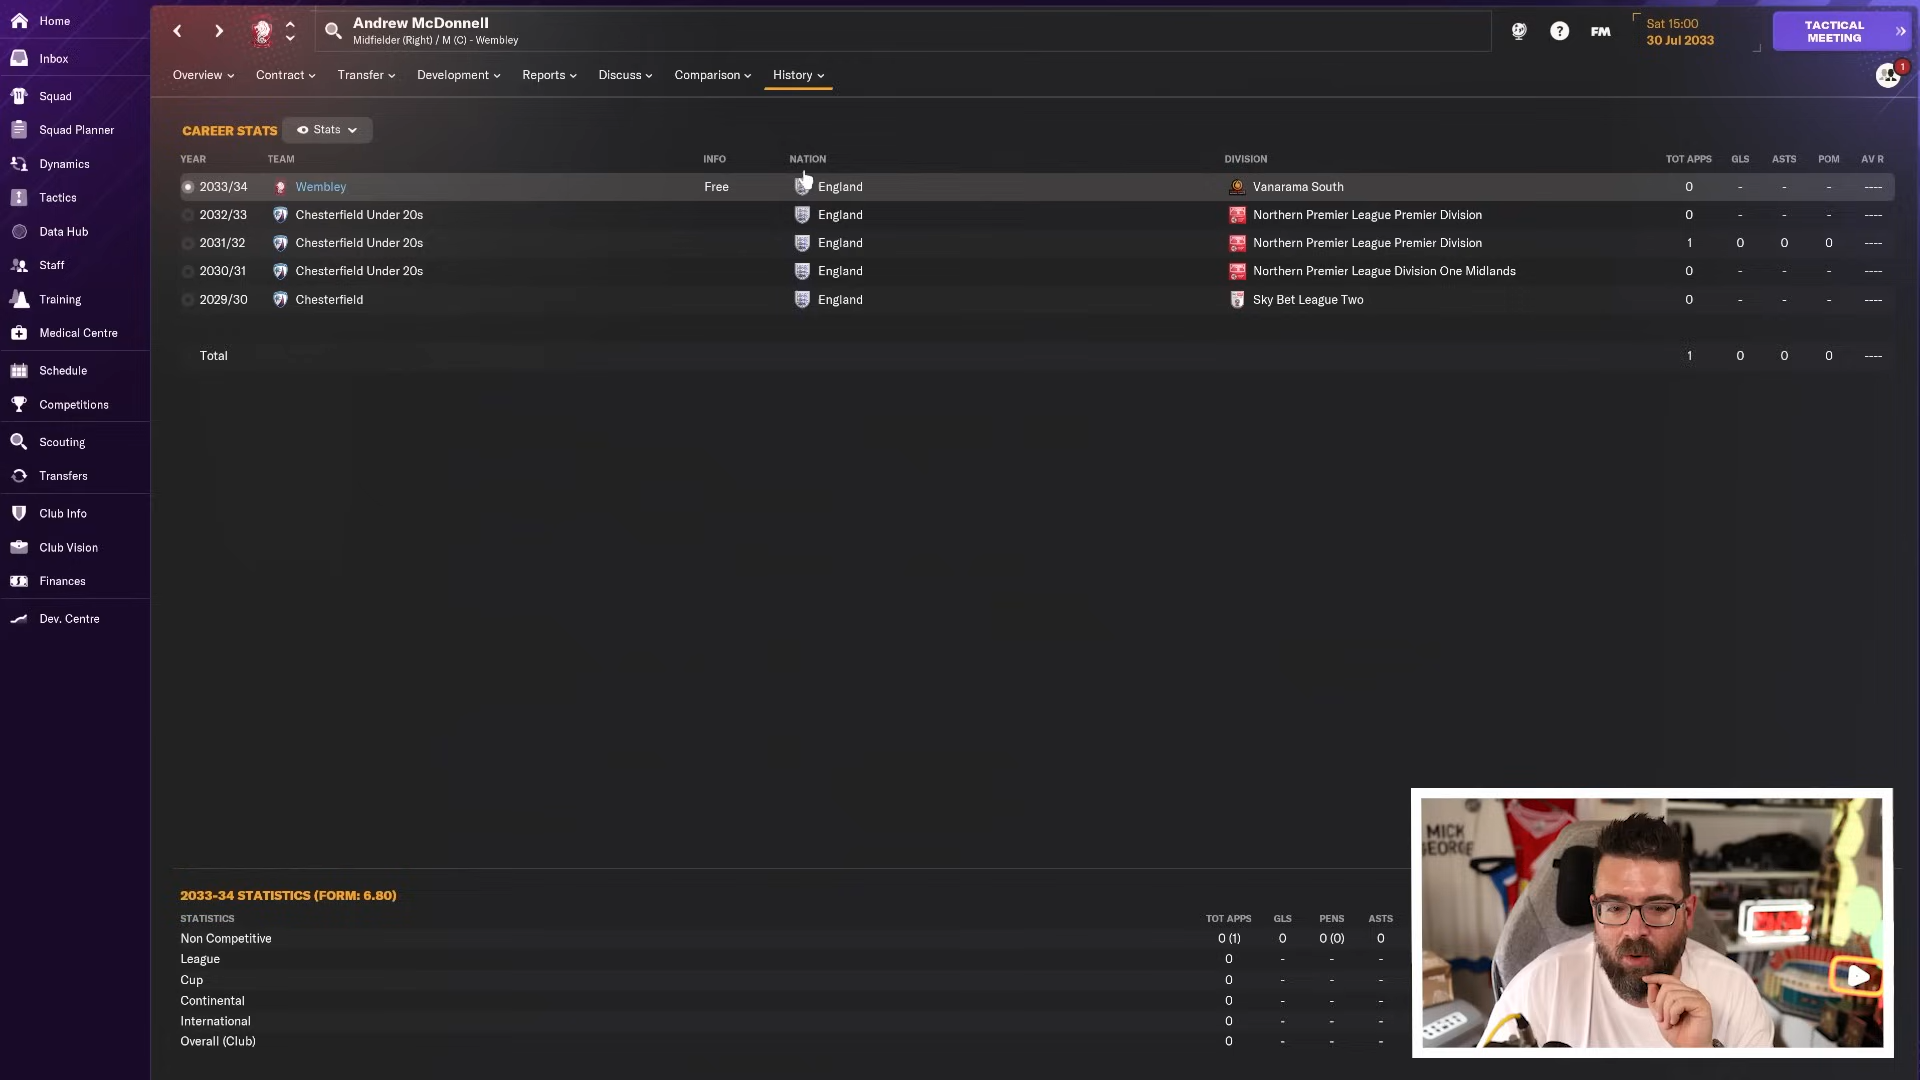 Home
Inbox
Squad
Squad Planner
Dynamics
Tactics
Data Hub
Staff
Training
Medical Centre
Schedule
Competitions
Scouting
Transfers
Club Info
Club Vision
Finances
Dev. Centre
Andrew McDonnell
Midfielder (Right) / M (C) - Wembley
? FM
Sat 15:00
30 Jul 2033
TACTICAL MEETING
1
Overview Contract Transfer Development Reports Discuss Comparison History
CAREER STATS Stats
YEAR TEAM INFO NATION DIVISION TOT APPS GLS ASTS POM AV R
2033/34 Wembley Free England Vanarama South 0 - - - ----
2032/33 Chesterfield Under 20s England Northern Premier League Premier Division 0 - - - ----
2031/32 Chesterfield Under 20s England Northern Premier League Premier Division 1 0 0 0 ----
2030/31 Chesterfield Under 20s England Northern Premier League Division One Midlands 0 - - - ----
2029/30 Chesterfield England Sky Bet League Two 0 - - - ----
Total 1 0 0 0 ----
2033-34 STATISTICS (FORM: 6.80)
STATISTICS TOT APPS GLS PENS ASTS
Non Competitive 0 (1) 0 0 (0) 0
League 0 - - -
Cup 0 - - -
Continental 0 - - -
International 0 - - -
Overall (Club) 0 - - -
MICK
GEORGE